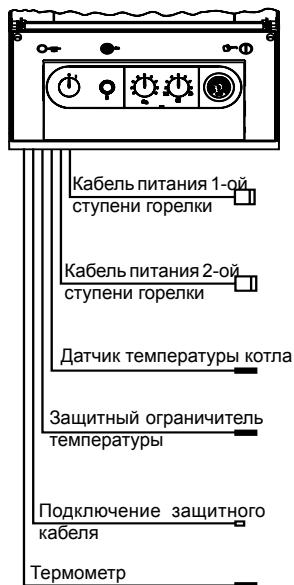 Кабель питания 1-ой
ступени горелки
Кабель питания 2-ой
ступени горелки
Датчик температуры котла
Защитный ограничитель
температуры
Подключение защитного
кабеля
Термометр